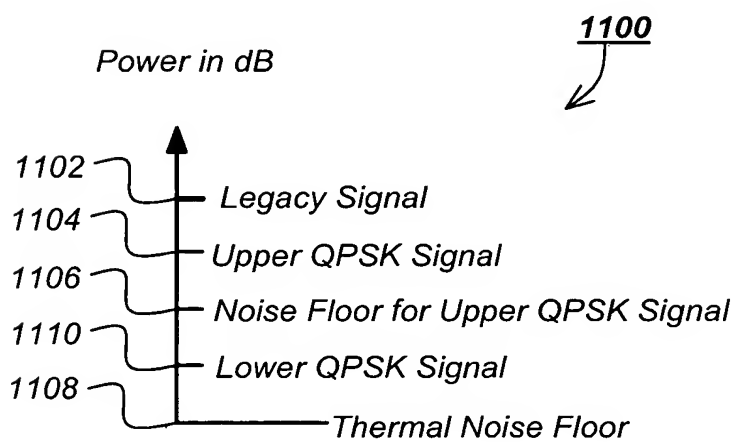 1100
Power in dB
1102
Legacy Signal
1104
Upper QPSK Signal
1106
Noise Floor for Upper QPSK Signal
1110
Lower QPSK Signal
1108
Thermal Noise Floor